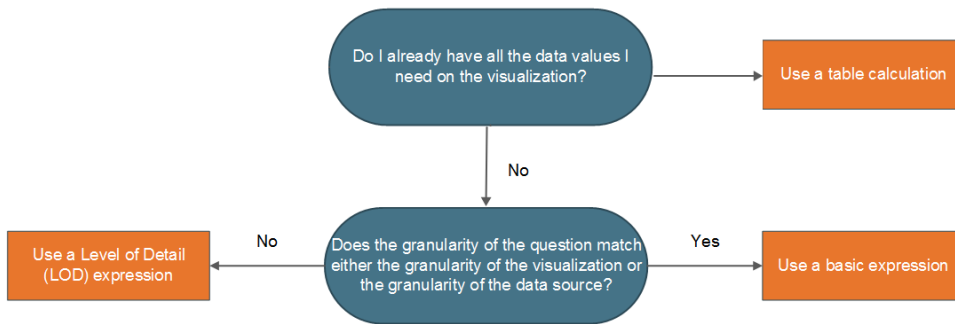 Do I already have all the data values I
need on the visualization?
Use a table calculation
No
Does the granularity of the question match
either the granularity of the visualization or
the granularity of the data source?
No
Use a Level of Detail
(LOD) expression
Yes
Use a basic expression